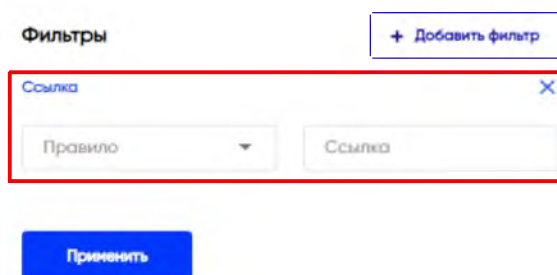 Фильтры
+ Добавить фильтр
Ссылка
Правило
Ссылка
Применить